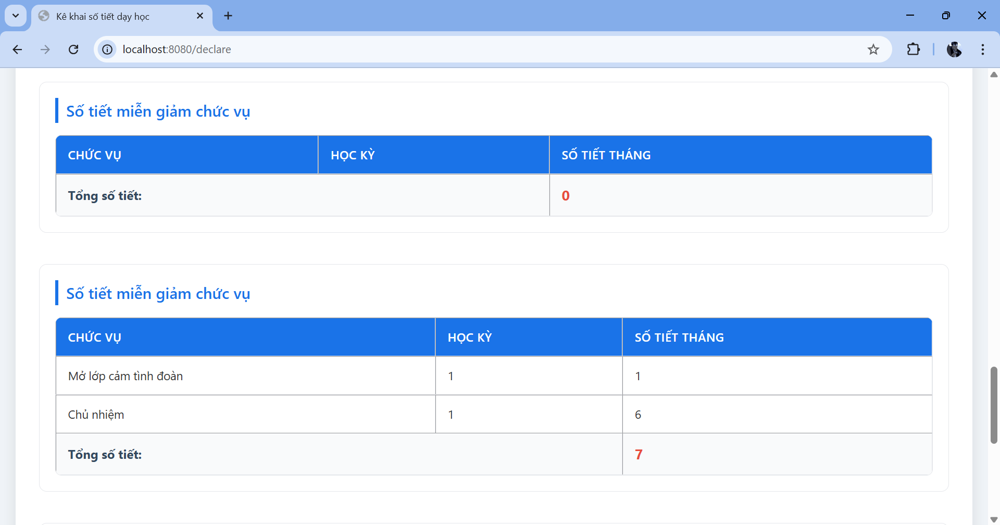 Kê khai số tiết dạy học
localhost:8080/declare
Số tiết miễn giảm chức vụ
CHỨC VỤ HỌC KỲ SỐ TIẾT THÁNG
Tổng số tiết: 0
Số tiết miễn giảm chức vụ
CHỨC VỤ HỌC KỲ SỐ TIẾT THÁNG
Mở lớp cảm tình đoàn 1 1
Chủ nhiệm 1 6
Tổng số tiết: 7